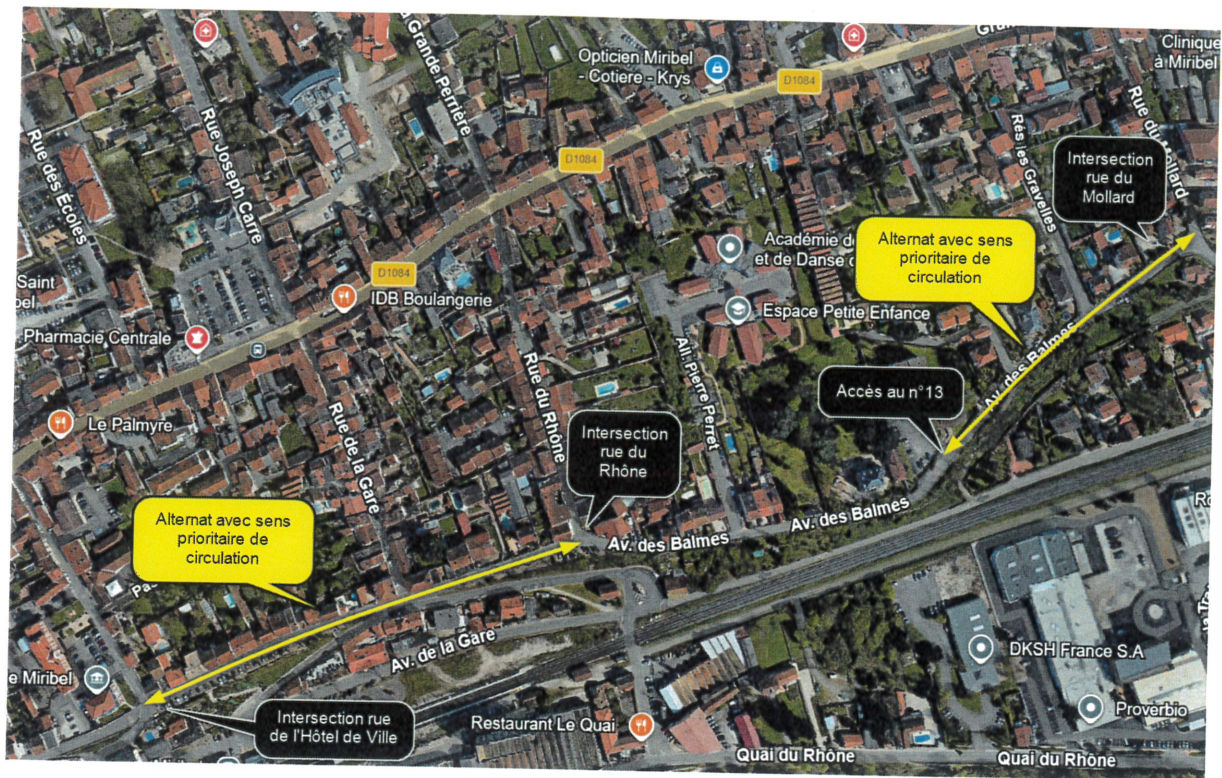 Clinique
à Miribel
Opticien Miribel
- Cotiere - Krys
D1084
D1084
D1084
Rue des Écoles
Rue Joseph Carre
Grande Perrière
Rés les Gravelles
Rue du Mollard
Intersection
rue du
Mollard
Alternat avec sens
prioritaire de
circulation
Académie d
et de Danse
Espace Petite Enfance
All. Pierre Perret
IDB Boulangerie
Saint
bel
Pharmacie Centrale
Le Palmyre
Rue de la Gare
Rue du Rhône
Av. des Balmes
Accès au n°13
Intersection
rue du
Rhône
Av. des Balmes
Av. des Balmes
Alternat avec sens
prioritaire de
circulation
Av. de la Gare
e Miribel
Intersection rue
de l'Hôtel de Ville
Restaurant Le Quai
DKSH France S.A
Proverbio
Quai du Rhône
Quai du Rhône